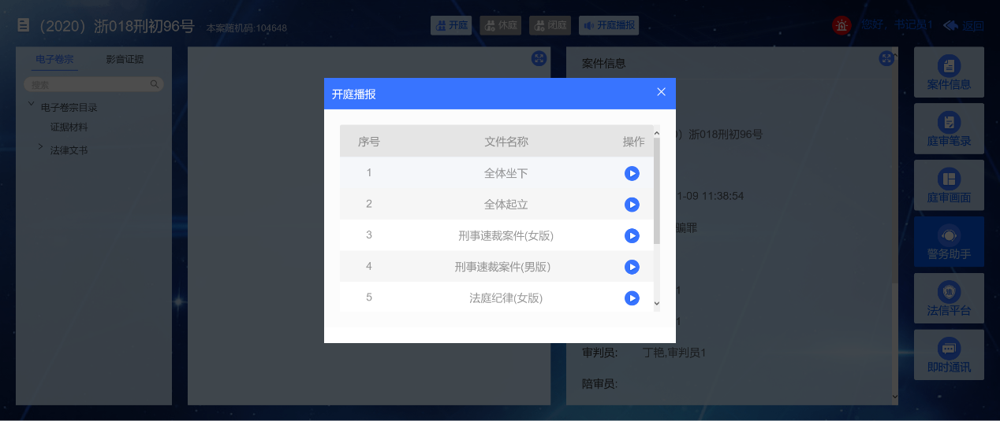 （2020）浙018刑初96号 本案随机码:104648 开庭 休庭 闭庭 开庭播报 您好，书记员1 返回
电子卷宗 影音证据
搜索
电子卷宗目录
证据材料
法律文书
开庭播报
序号 文件名称 操作
1 全体坐下
2 全体起立
3 刑事速裁案件(女版)
4 刑事速裁案件(男版)
5 法庭纪律(女版)
案件信息
）浙018刑初96号
1-09 11:38:54
骗罪
1
1
审判员: 丁艳,审判员1
陪审员:
案件信息
庭审笔录
庭审画面
警务助手
法信平台
即时通讯